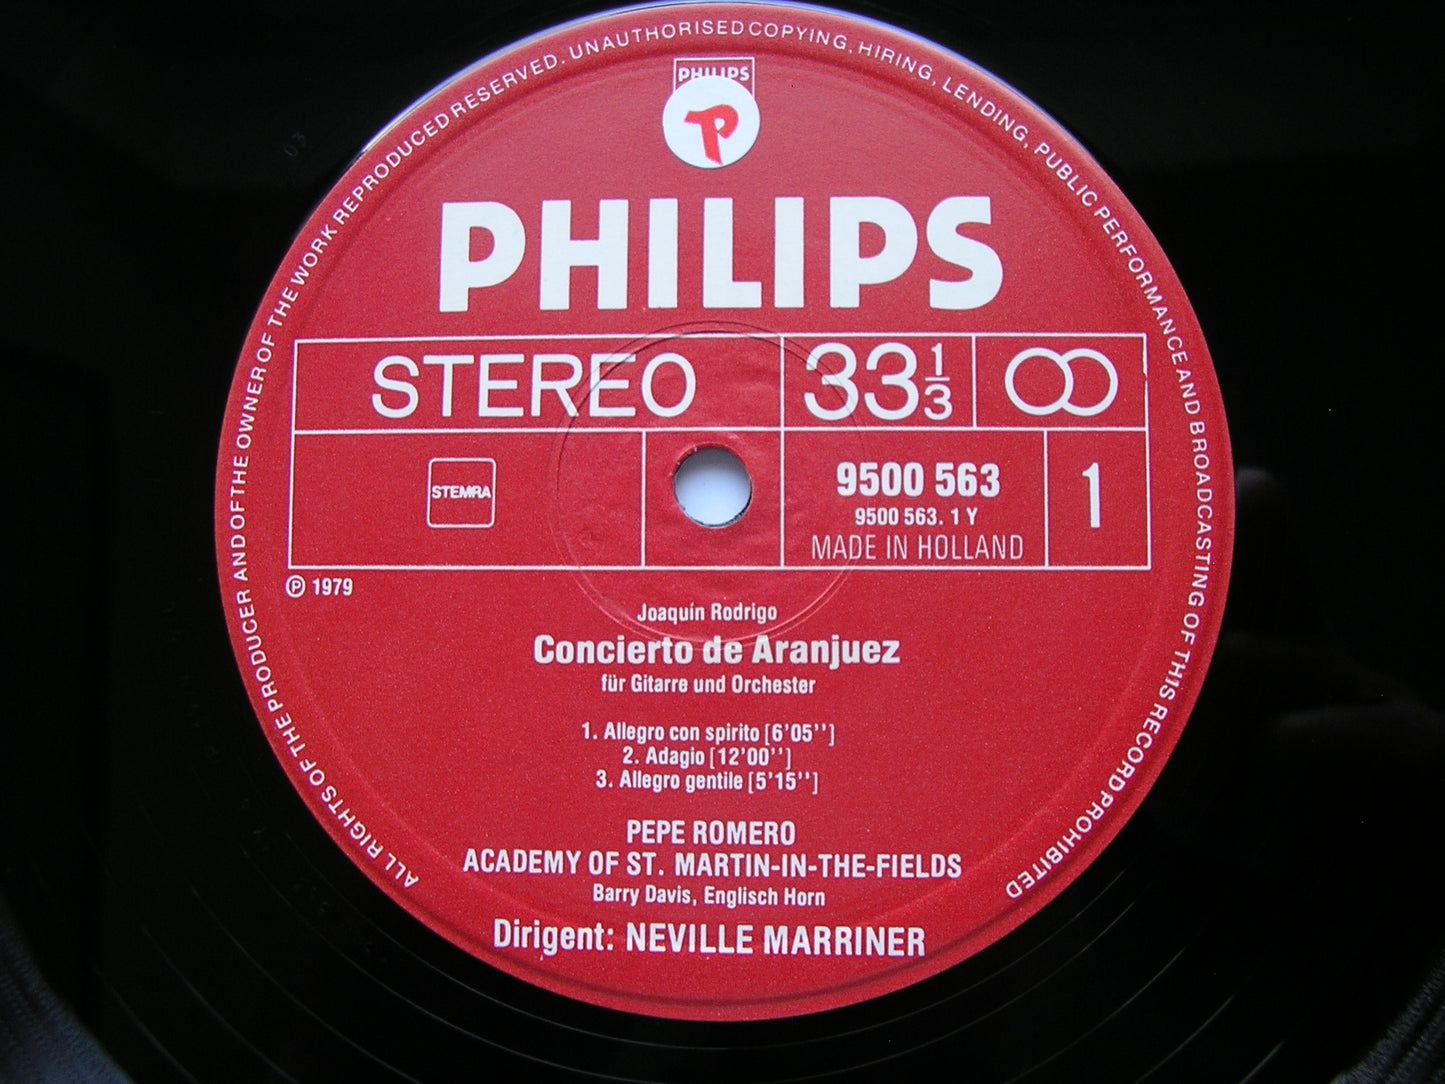 ALL RIGHTS OF THE PRODUCER AND OF THE OWNER OF THE WORK REPRODUCED RESERVED. UNAUTHORISED COPYING, HIRING, LENDING, PUBLIC PERFORMANCE AND BROADCASTING OF THIS RECORD PROHIBITED
PHILIPS
P
PHILIPS
STEREO 33 1/3
STEMRA
9500 563
1
9500 563. 1 Y
MADE IN HOLLAND
℗ 1979
Joaquín Rodrigo
Concierto de Aranjuez
für Gitarre und Orchester
1. Allegro con spirito [6'05'']
2. Adagio [12'00'']
3. Allegro gentile [5'15'']
PEPE ROMERO
ACADEMY OF ST. MARTIN-IN-THE-FIELDS
Barry Davis, Englisch Horn
Dirigent: NEVILLE MARRINER